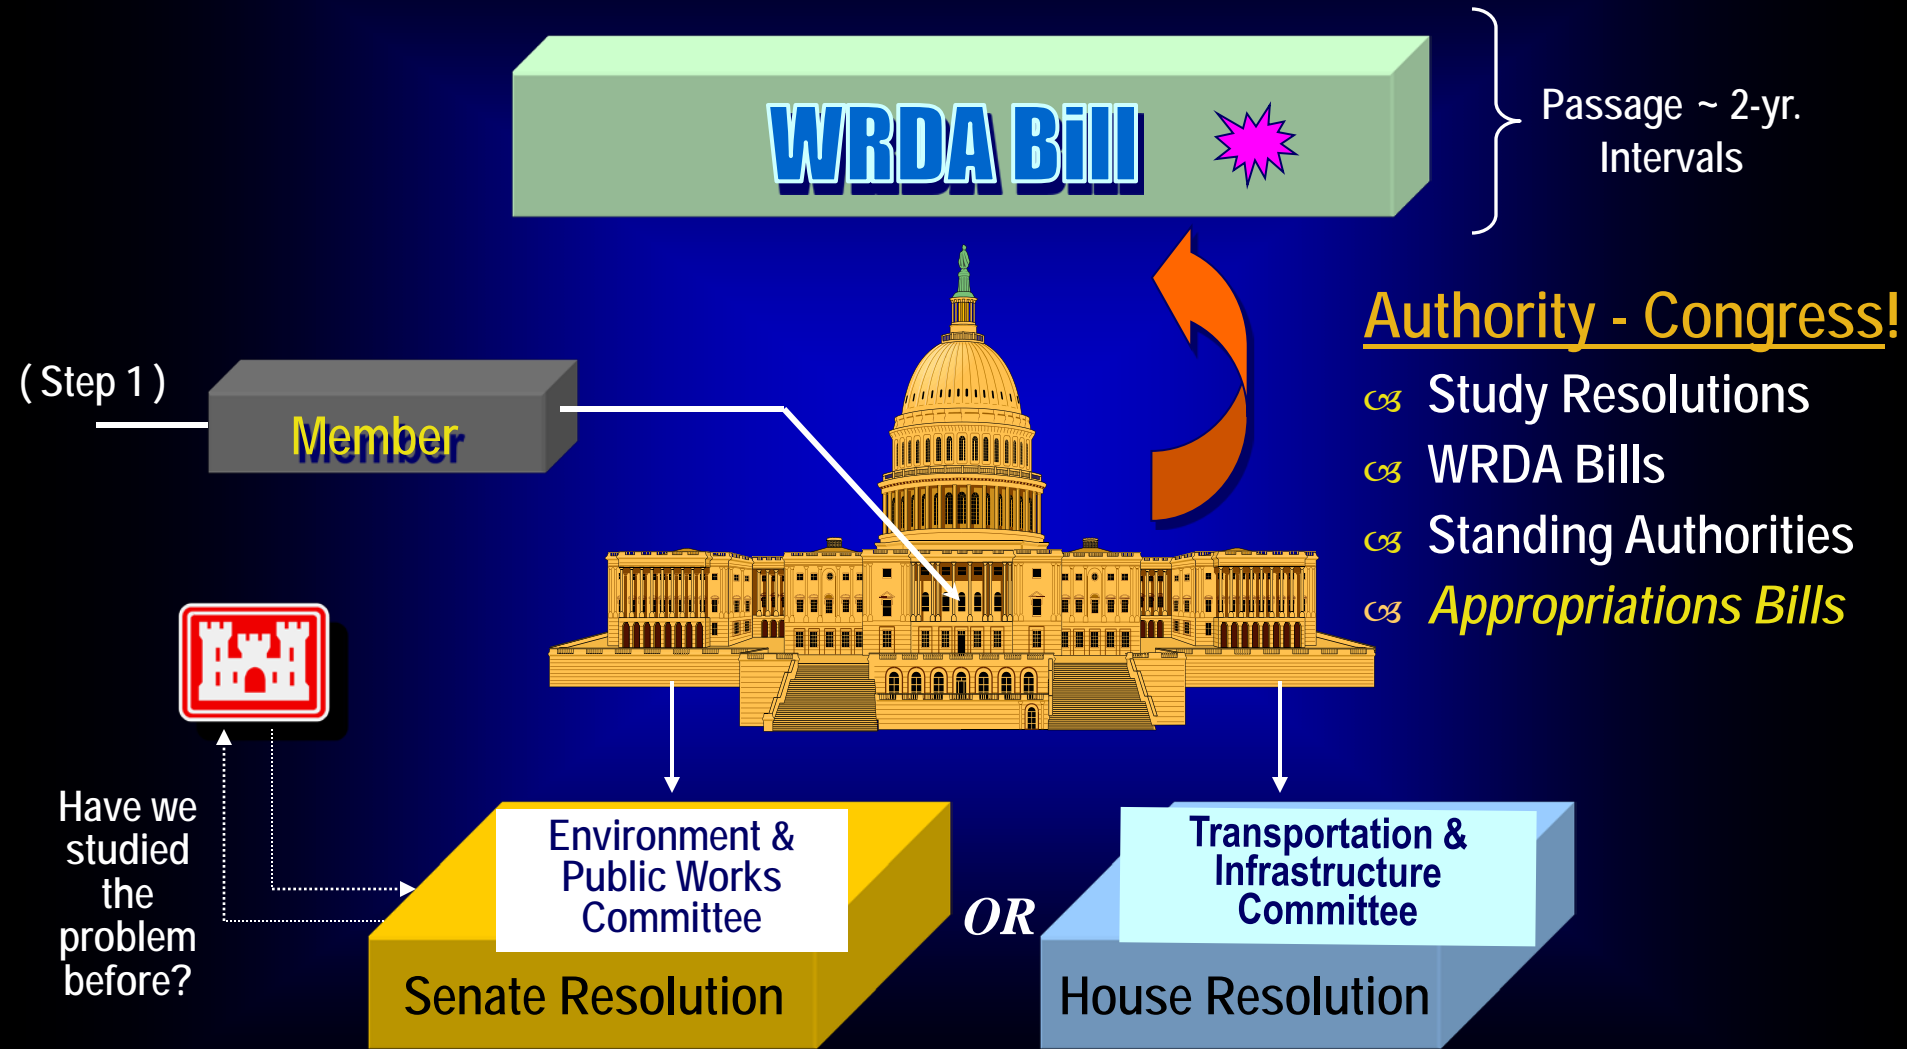 WRDA Bill
Passage ~ 2-yr.
Intervals
Authority - Congress!
Study Resolutions
WRDA Bills
Standing Authorities
Appropriations Bills
( Step 1 )
Member
Have we
studied
the
problem
before?
Environment &
Public Works
Committee
Senate Resolution
OR
Transportation &
Infrastructure
Committee
House Resolution